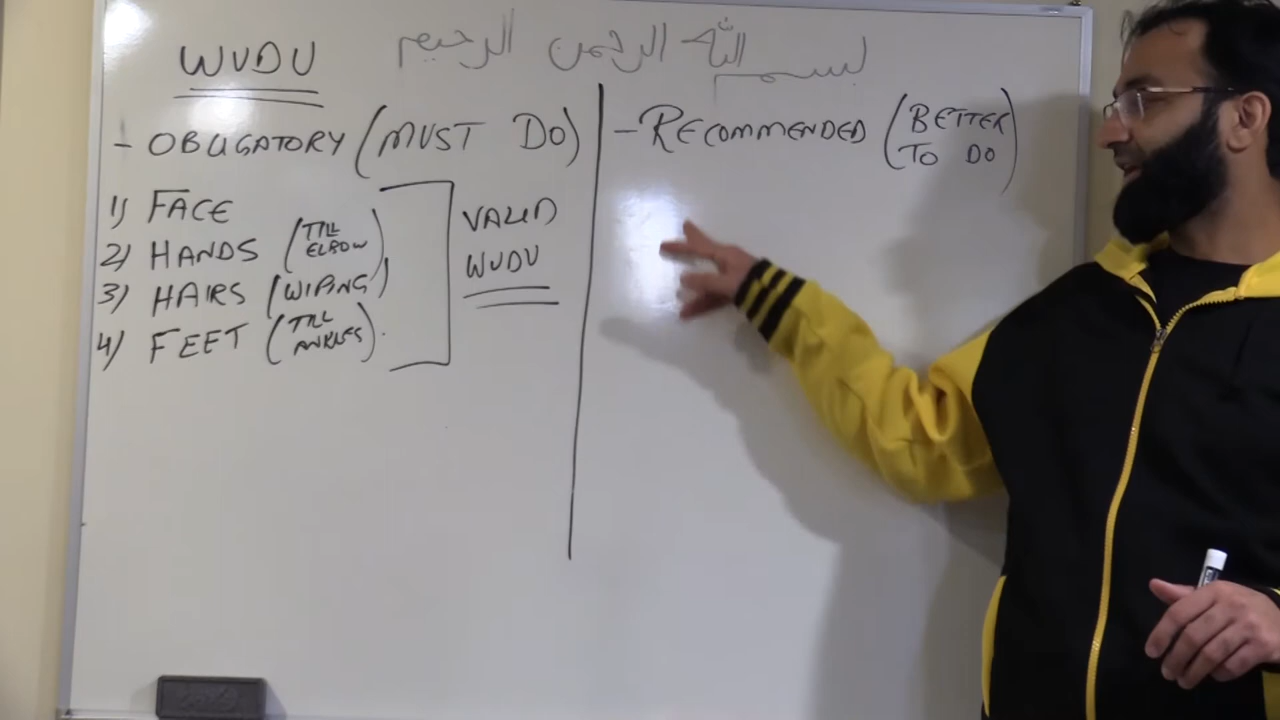 WUDU
بسم الله الرحمن الرحيم
- OBLIGATORY (MUST DO)
1) FACE
2) HANDS (TILL ELBOW)
3) HAIRS (WIPING)
4) FEET (TILL ANKLES).
VALID
WUDU
- RECOMMENDED (BETTER
TO DO)